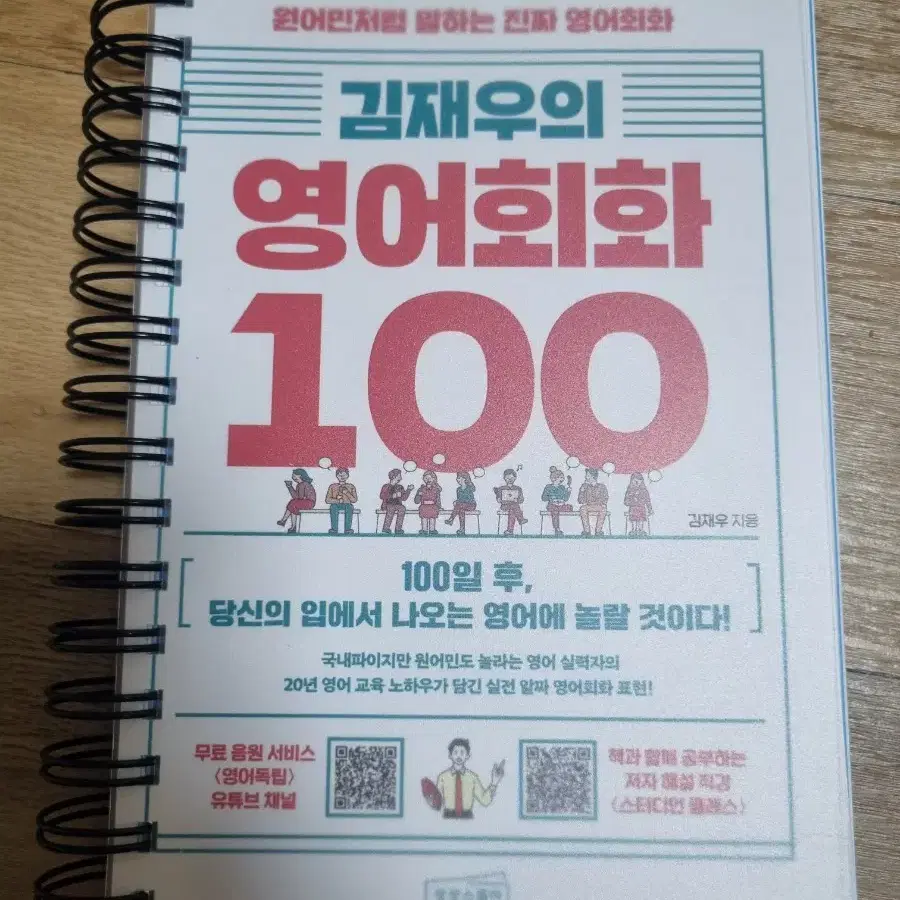 원어민처럼 말하는 진짜 영어회화
김재우의
영어회화
100
김재우 지음
100일 후,
당신의 입에서 나오는 영어에 놀랄 것이다!
국내파이지만 원어민도 놀라는 영어 실력자의
20년 영어 교육 노하우가 담긴 실전 알짜 영어회화 표현!
무료 음원 서비스
〈영어독립〉
유튜브 채널
책과 함께 공부하는
저자 해설 직강
〈스터디언 클래스〉